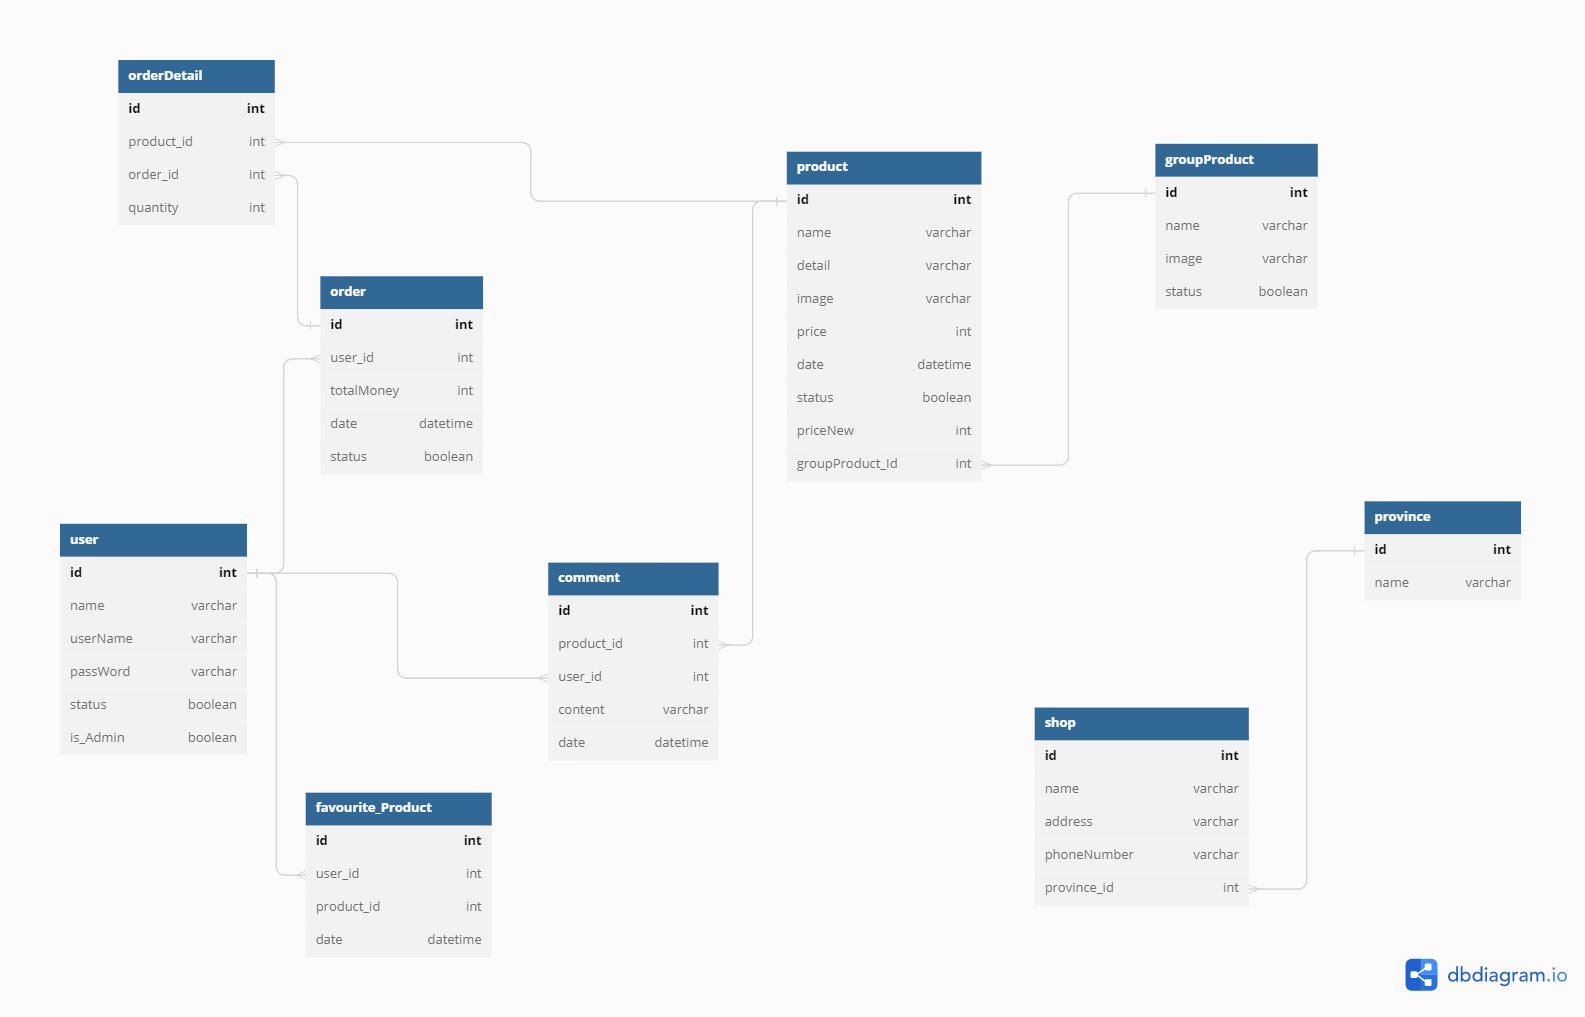 orderDetail
id int
product_id int
order_id int
quantity int
product
id int
name varchar
detail varchar
image varchar
price int
date datetime
status boolean
priceNew int
groupProduct_Id int
groupProduct
id int
name varchar
image varchar
status boolean
order
id int
user_id int
totalMoney int
date datetime
status boolean
user
id int
name varchar
userName varchar
passWord varchar
status boolean
is_Admin boolean
comment
id int
product_id int
user_id int
content varchar
date datetime
province
id int
name varchar
shop
id int
name varchar
address varchar
phoneNumber varchar
province_id int
favourite_Product
id int
user_id int
product_id int
date datetime
dbdiagram.io